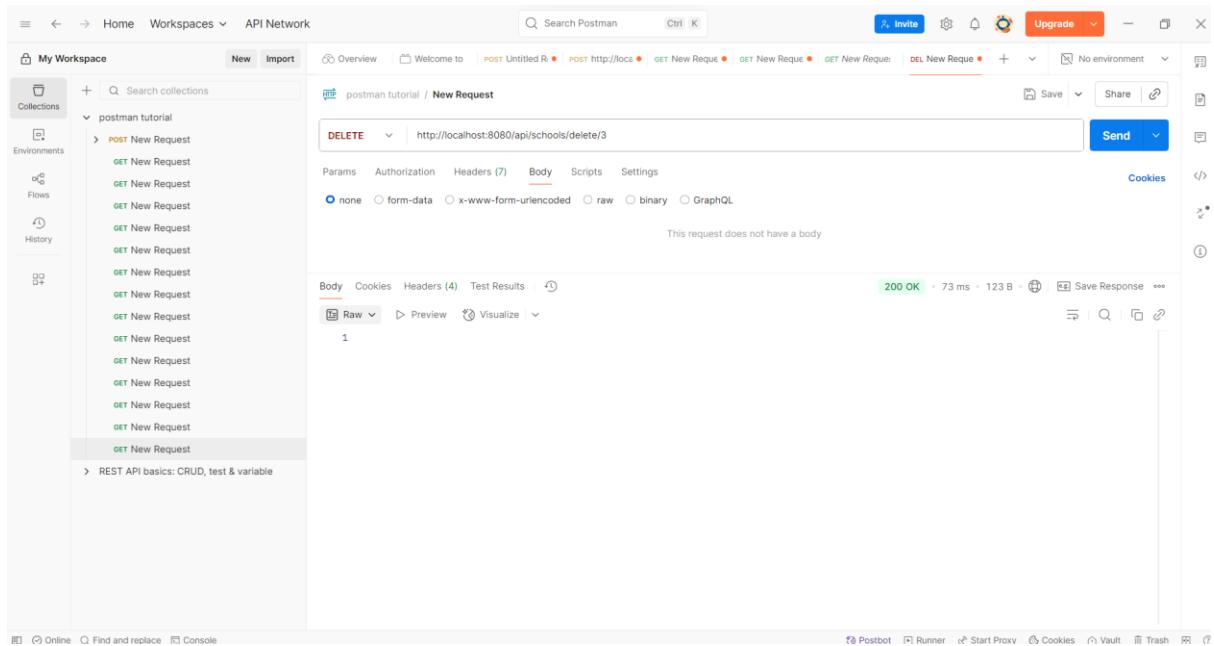 Home Workspaces API Network Search Postman Ctrl K Invite Upgrade
My Workspace New Import
Overview Welcome to POST Untitled R POST http://loca GET New Reque GET New Reque GET New Reque DEL New Reque No environment
Collections
Environments
Flows
History
Search collections
postman tutorial
POST New Request
GET New Request
GET New Request
GET New Request
GET New Request
GET New Request
GET New Request
GET New Request
GET New Request
GET New Request
GET New Request
GET New Request
GET New Request
GET New Request
GET New Request
REST API basics: CRUD, test & variable
HTTP postman tutorial / New Request Save Share
DELETE http://localhost:8080/api/schools/delete/3 Send
Params Authorization Headers (7) Body Scripts Settings Cookies
none form-data x-www-form-urlencoded raw binary GraphQL
This request does not have a body
Body Cookies Headers (4) Test Results 200 OK 73 ms 123 B e.g. Save Response
Raw Preview Visualize
1
Online Find and replace Console Postbot Runner Start Proxy Cookies Vault Trash